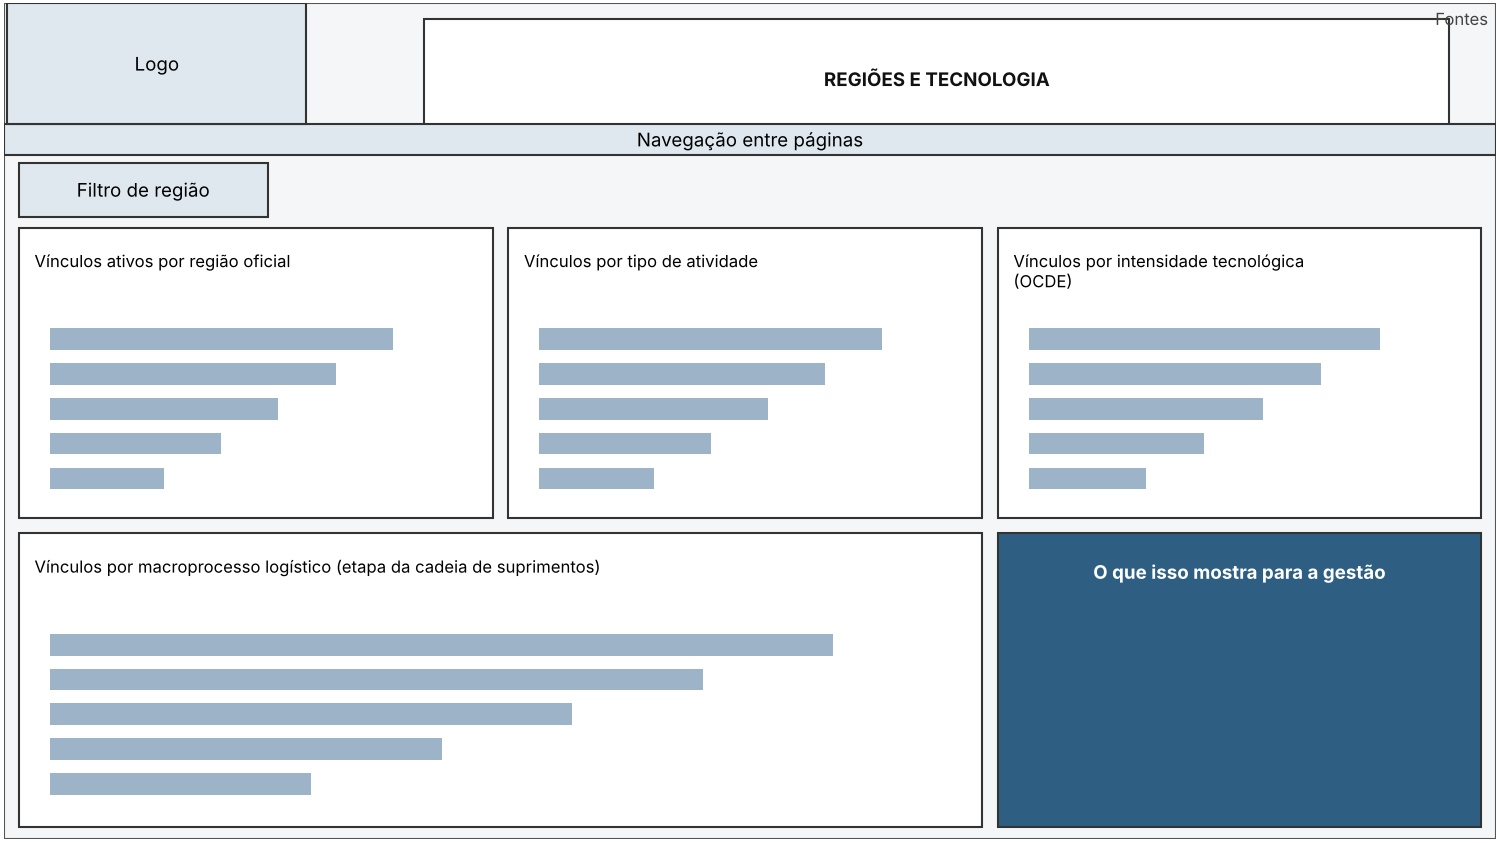 Fontes
Logo
REGIÕES E TECNOLOGIA
Navegação entre páginas
Filtro de região
Vínculos ativos por região oficial
Vínculos por tipo de atividade
Vínculos por intensidade tecnológica
(OCDE)
Vínculos por macroprocesso logístico (etapa da cadeia de suprimentos)
O que isso mostra para a gestão